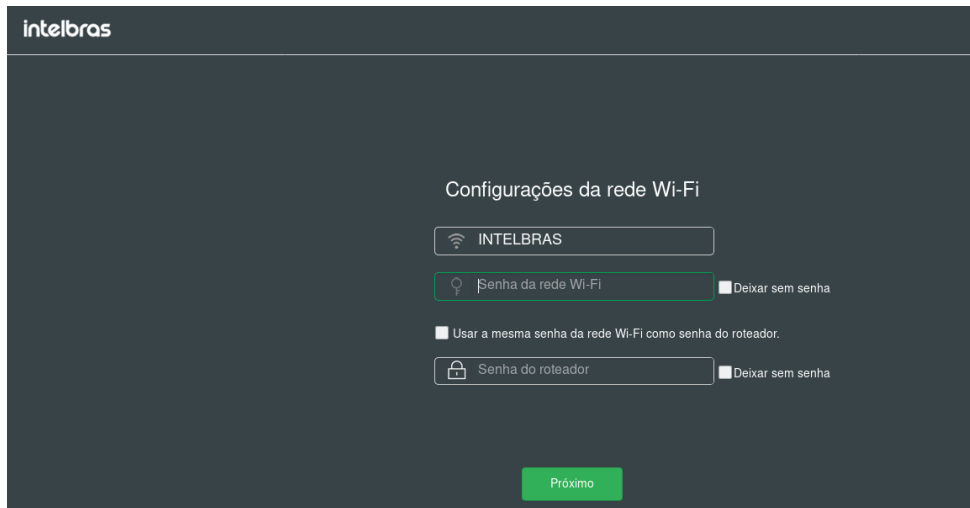 intelbras
Configurações da rede Wi-Fi
INTELBRAS
Senha da rede Wi-Fi
Deixar sem senha
Usar a mesma senha da rede Wi-Fi como senha do roteador.
Senha do roteador
Deixar sem senha
Próximo